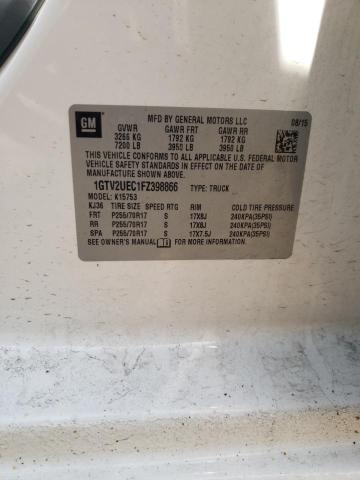 GM
MFD BY GENERAL MOTORS LLC 08/15
GVWR GAWR FRT GAWR RR
3266 KG 1792 KG 1792 KG
7200 LB 3950 LB 3950 LB
THIS VEHICLE CONFORMS TO ALL APPLICABLE U.S. FEDERAL MOTOR
VEHICLE SAFETY STANDARDS IN EFFECT ON THE DATE OF
MANUFACTURE SHOWN ABOVE.
1GTV2UEC1FZ398866 TYPE: TRUCK
MODEL: K15753
KJ36 TIRE SIZE SPEED RTG RIM COLD TIRE PRESSURE
FRT P255/70R17 S 17X8J 240KPA(35PSI)
RR P255/70R17 S 17X8J 240KPA(35PSI)
SPA P255/70R17 S 17X7.5J 240KPA(35PSI)
SEE OWNER'S MANUAL FOR MORE INFORMATION.